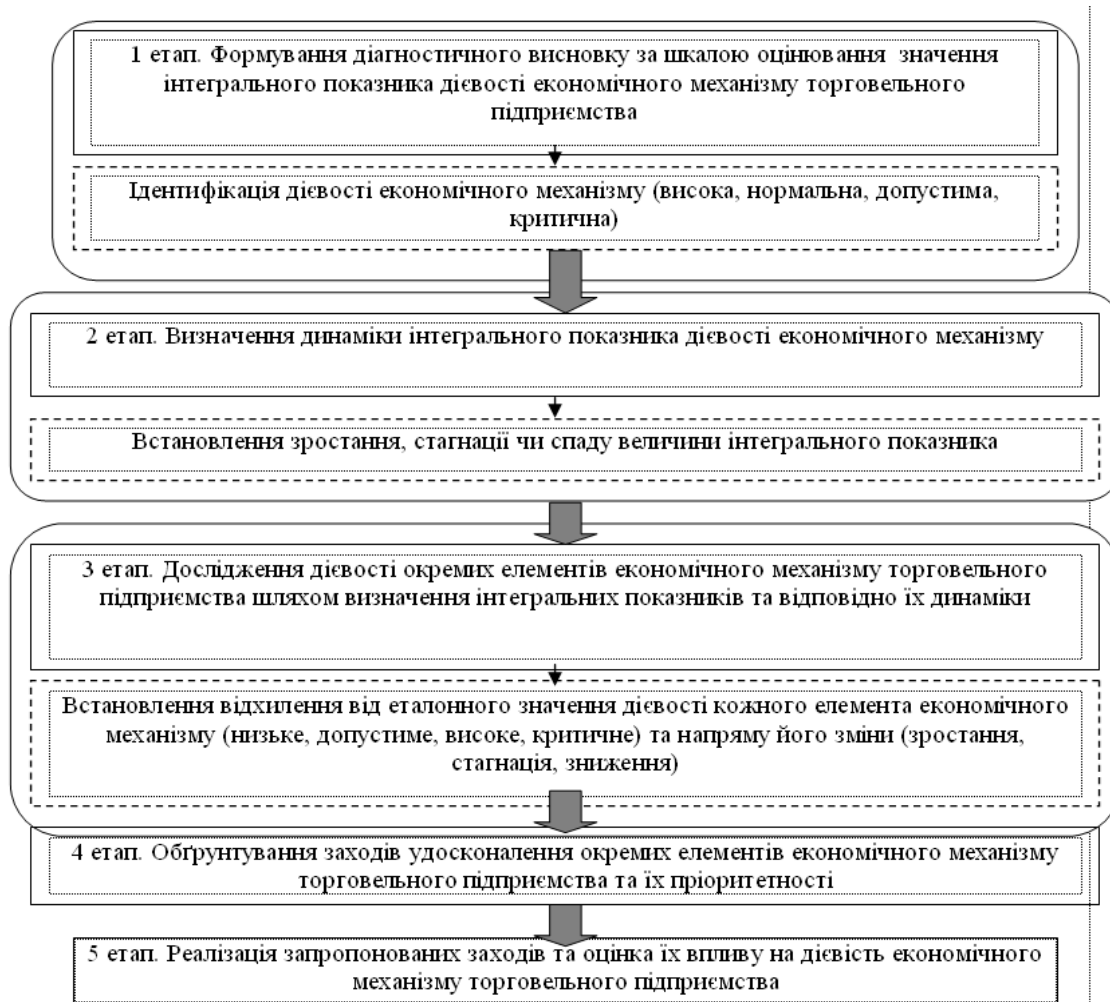 1 етап. Формування діагностичного висновку за шкалою оцінювання значення
інтегрального показника дієвості економічного механізму торговельного
підприємства
Ідентифікація дієвості економічного механізму (висока, нормальна, допустима,
критична)
2 етап. Визначення динаміки інтегрального показника дієвості економічного механізму
Встановлення зростання, стагнації чи спаду величини інтегрального показника
3 етап. Дослідження дієвості окремих елементів економічного механізму торговельного
підприємства шляхом визначення інтегральних показників та відповідно їх динаміки
Встановлення відхилення від еталонного значення дієвості кожного елемента економічного
механізму (низьке, допустиме, високе, критичне) та напряму його зміни (зростання,
стагнація, зниження)
4 етап. Обґрунтування заходів удосконалення окремих елементів економічного механізму
торговельного підприємства та їх пріоритетності
5 етап. Реалізація запропонованих заходів та оцінка їх впливу на дієвість економічного
механізму торговельного підприємства